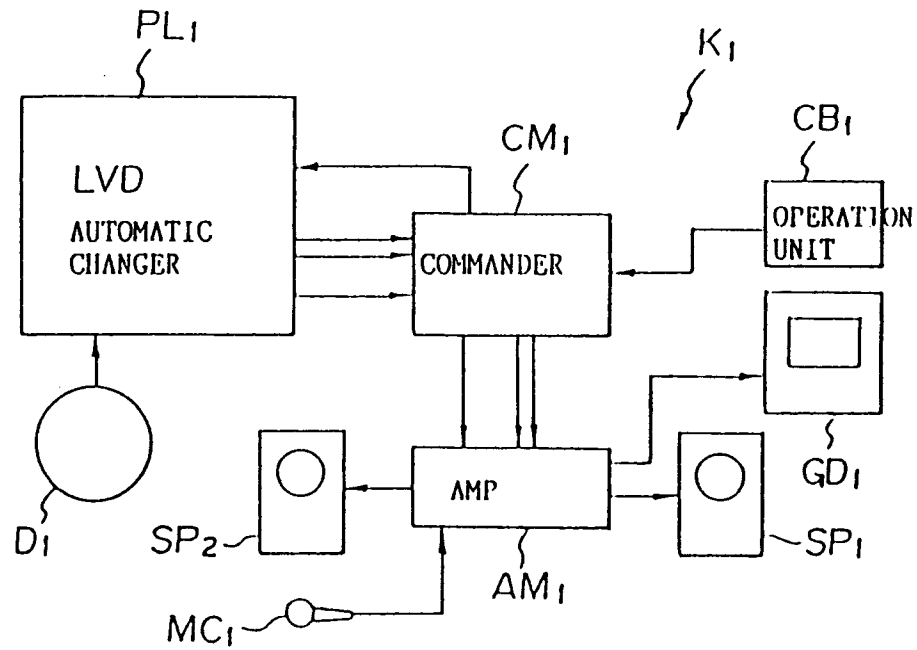 PL1
K1
LVD
AUTOMATIC
CHANGER
CM1
CB1
OPERATION
UNIT
COMMANDER
AMP
GD1
D1
SP2
SP1
AM1
MC1